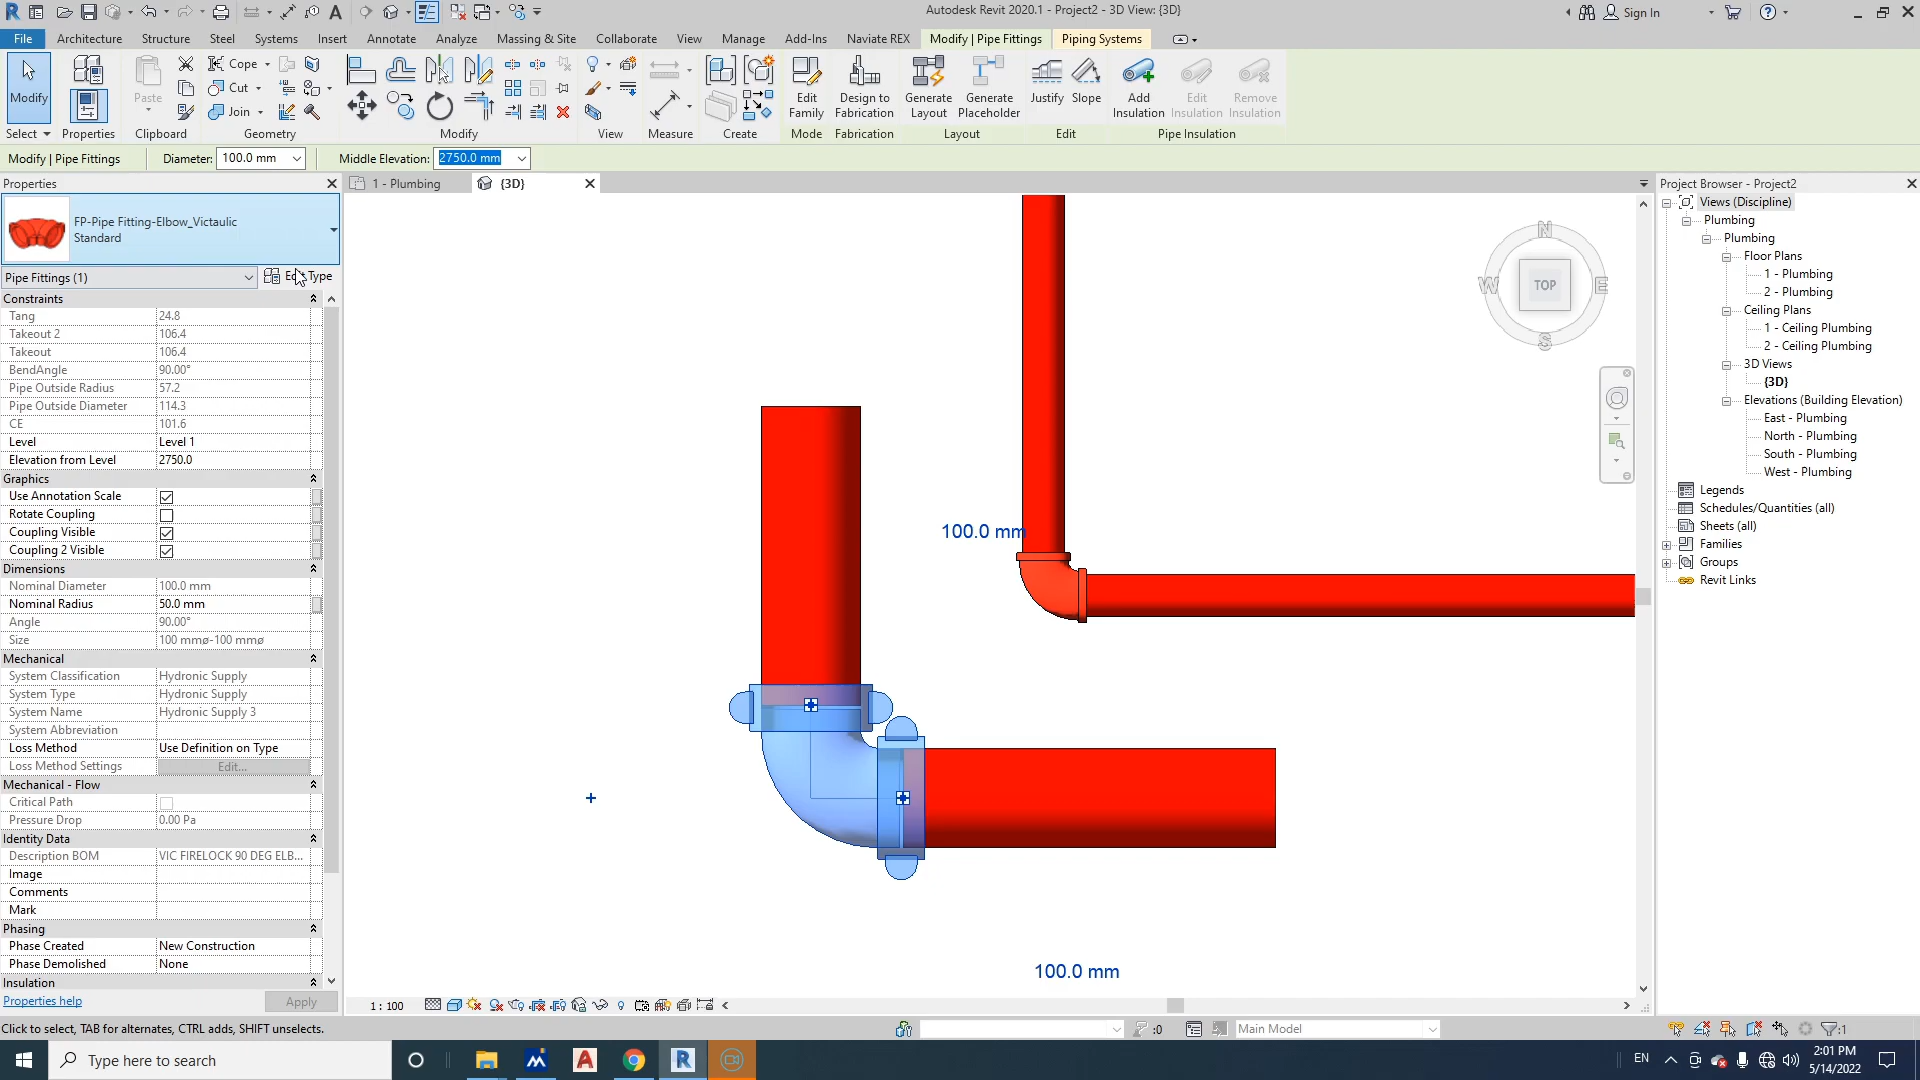 Autodesk Revit 2020.1 - Project2 - 3D View: {3D}
Sign In
File Architecture Structure Steel Systems Insert Annotate Analyze Massing & Site Collaborate View Manage Add-Ins Naviate REX Modify | Pipe Fittings Piping Systems
Modify
Select
Properties
Paste
Clipboard
Cope
Cut
Join
Geometry
Modify
View
Measure
Create
Edit Family
Mode
Design to Fabrication
Fabrication
Generate Layout
Generate Placeholder
Layout
Justify
Slope
Edit
Add Insulation
Edit Insulation
Remove Insulation
Pipe Insulation
Modify | Pipe Fittings
Diameter: 100.0 mm
Middle Elevation: 2750.0 mm
Properties
FP-Pipe Fitting-Elbow_Victaulic
Standard
Pipe Fittings (1)
Edit Type
Constraints
Tang 24.8
Takeout 2 106.4
Takeout 106.4
BendAngle 90.00°
Pipe Outside Radius 57.2
Pipe Outside Diameter 114.3
CE 101.6
Level Level 1
Elevation from Level 2750.0
Graphics
Use Annotation Scale
Rotate Coupling
Coupling Visible
Coupling 2 Visible
Dimensions
Nominal Diameter 100.0 mm
Nominal Radius 50.0 mm
Angle 90.00°
Size 100 mmø-100 mmø
Mechanical
System Classification Hydronic Supply
System Type Hydronic Supply
System Name Hydronic Supply 3
System Abbreviation
Loss Method Use Definition on Type
Loss Method Settings Edit...
Mechanical - Flow
Critical Path
Pressure Drop 0.00 Pa
Identity Data
Description BOM VIC FIRELOCK 90 DEG ELB...
Image
Comments
Mark
Phasing
Phase Created New Construction
Phase Demolished None
Insulation
Properties help
Apply
1 - Plumbing
{3D}
100.0 mm
100.0 mm
N
W
TOP
E
S
1 : 100
Project Browser - Project2
Views (Discipline)
Plumbing
Plumbing
Floor Plans
1 - Plumbing
2 - Plumbing
Ceiling Plans
1 - Ceiling Plumbing
2 - Ceiling Plumbing
3D Views
{3D}
Elevations (Building Elevation)
East - Plumbing
North - Plumbing
South - Plumbing
West - Plumbing
Legends
Schedules/Quantities (all)
Sheets (all)
Families
Groups
Revit Links
Click to select, TAB for alternates, CTRL adds, SHIFT unselects.
:0
Main Model
:1
Type here to search
EN
2:01 PM
5/14/2022